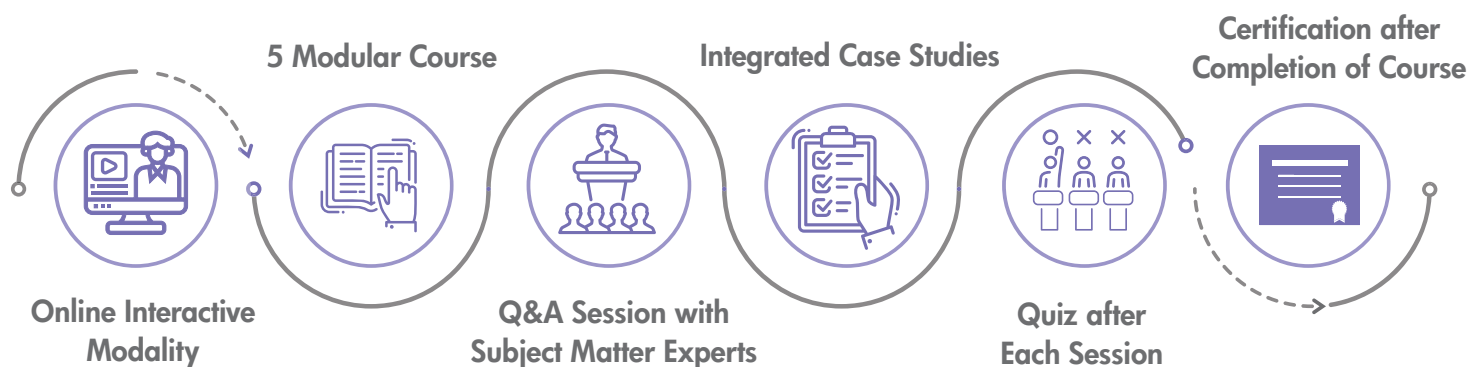 Online Interactive
Modality
5 Modular Course
Q&A Session with
Subject Matter Experts
Integrated Case Studies
Quiz after
Each Session
Certification after
Completion of Course